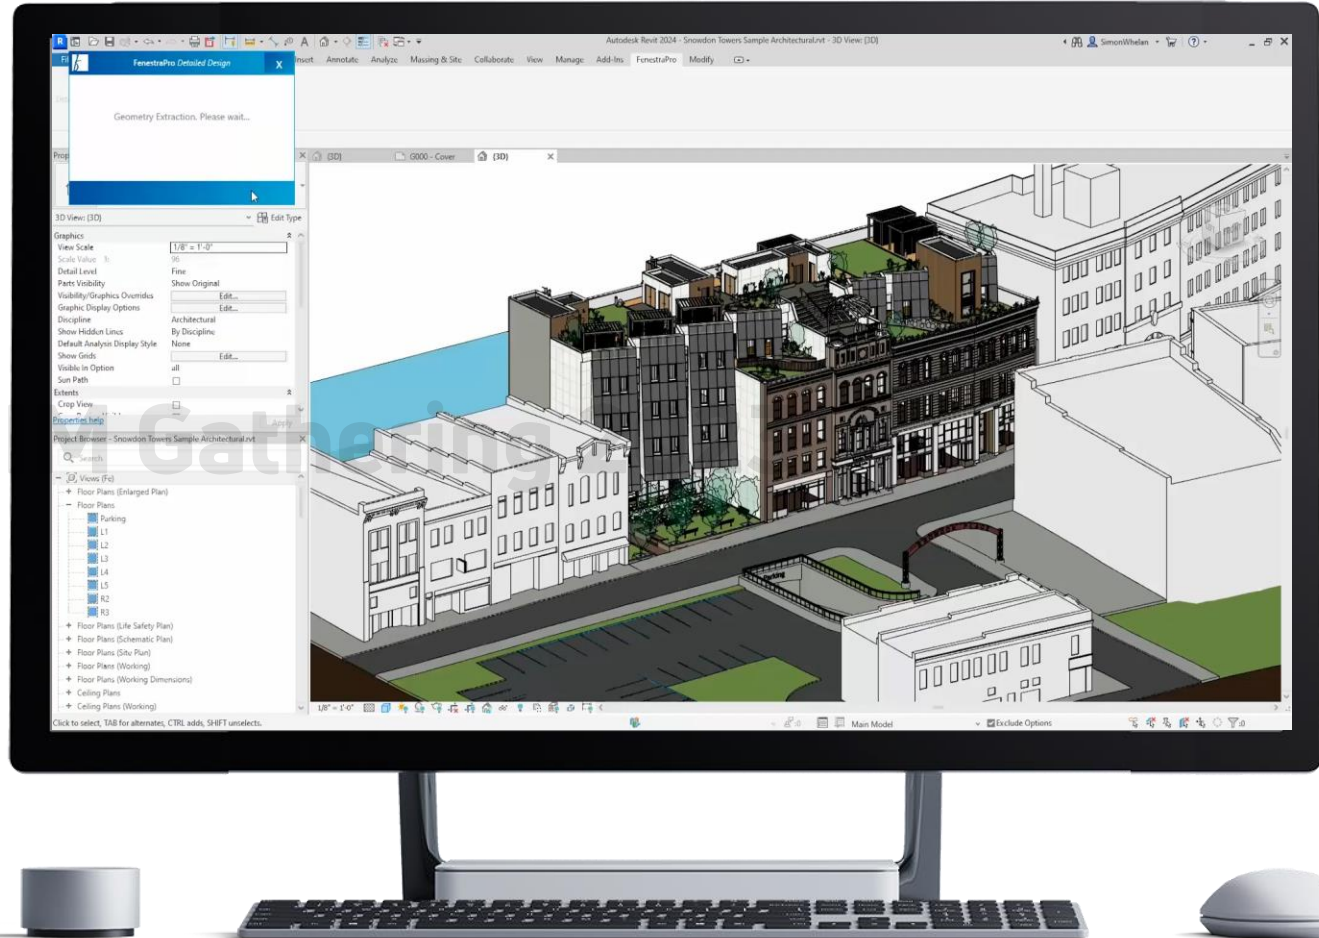 Autodesk Revit 2024 - Snowdon Towers Sample Architectural.rvt - 3D View: {3D}
SimonWhelan
FenestraPro Detailed Design X
Insert Annotate Analyze Massing & Site Collaborate View Manage Add-Ins FenestraPro Modify
Geometry Extraction. Please wait...
{3D} G000 - Cover {3D} X
3D View: {3D} Edit Type
Graphics
View Scale 1/8" = 1'-0"
Scale Value 1: 96
Detail Level Fine
Parts Visibility Show Original
Visibility/Graphics Overrides Edit...
Graphic Display Options Edit...
Discipline Architectural
Show Hidden Lines By Discipline
Default Analysis Display Style None
Show Grids Edit...
Visible in Option all
Sun Path
Extents
Crop View
Properties help Apply
Gathering
Project Browser - Snowdon Towers Sample Architectural.rvt
Search
Views (Fe)
Floor Plans (Enlarged Plan)
Floor Plans
Parking
L1
L2
L3
L4
L5
R2
R3
Floor Plans (Life Safety Plan)
Floor Plans (Schematic Plan)
Floor Plans (Site Plan)
Floor Plans (Working)
Floor Plans (Working Dimensions)
Ceiling Plans
Ceiling Plans (Working)
Parking
1/8" = 1'-0"
Click to select, TAB for alternates, CTRL adds, SHIFT unselects. :0 Main Model Exclude Options :0